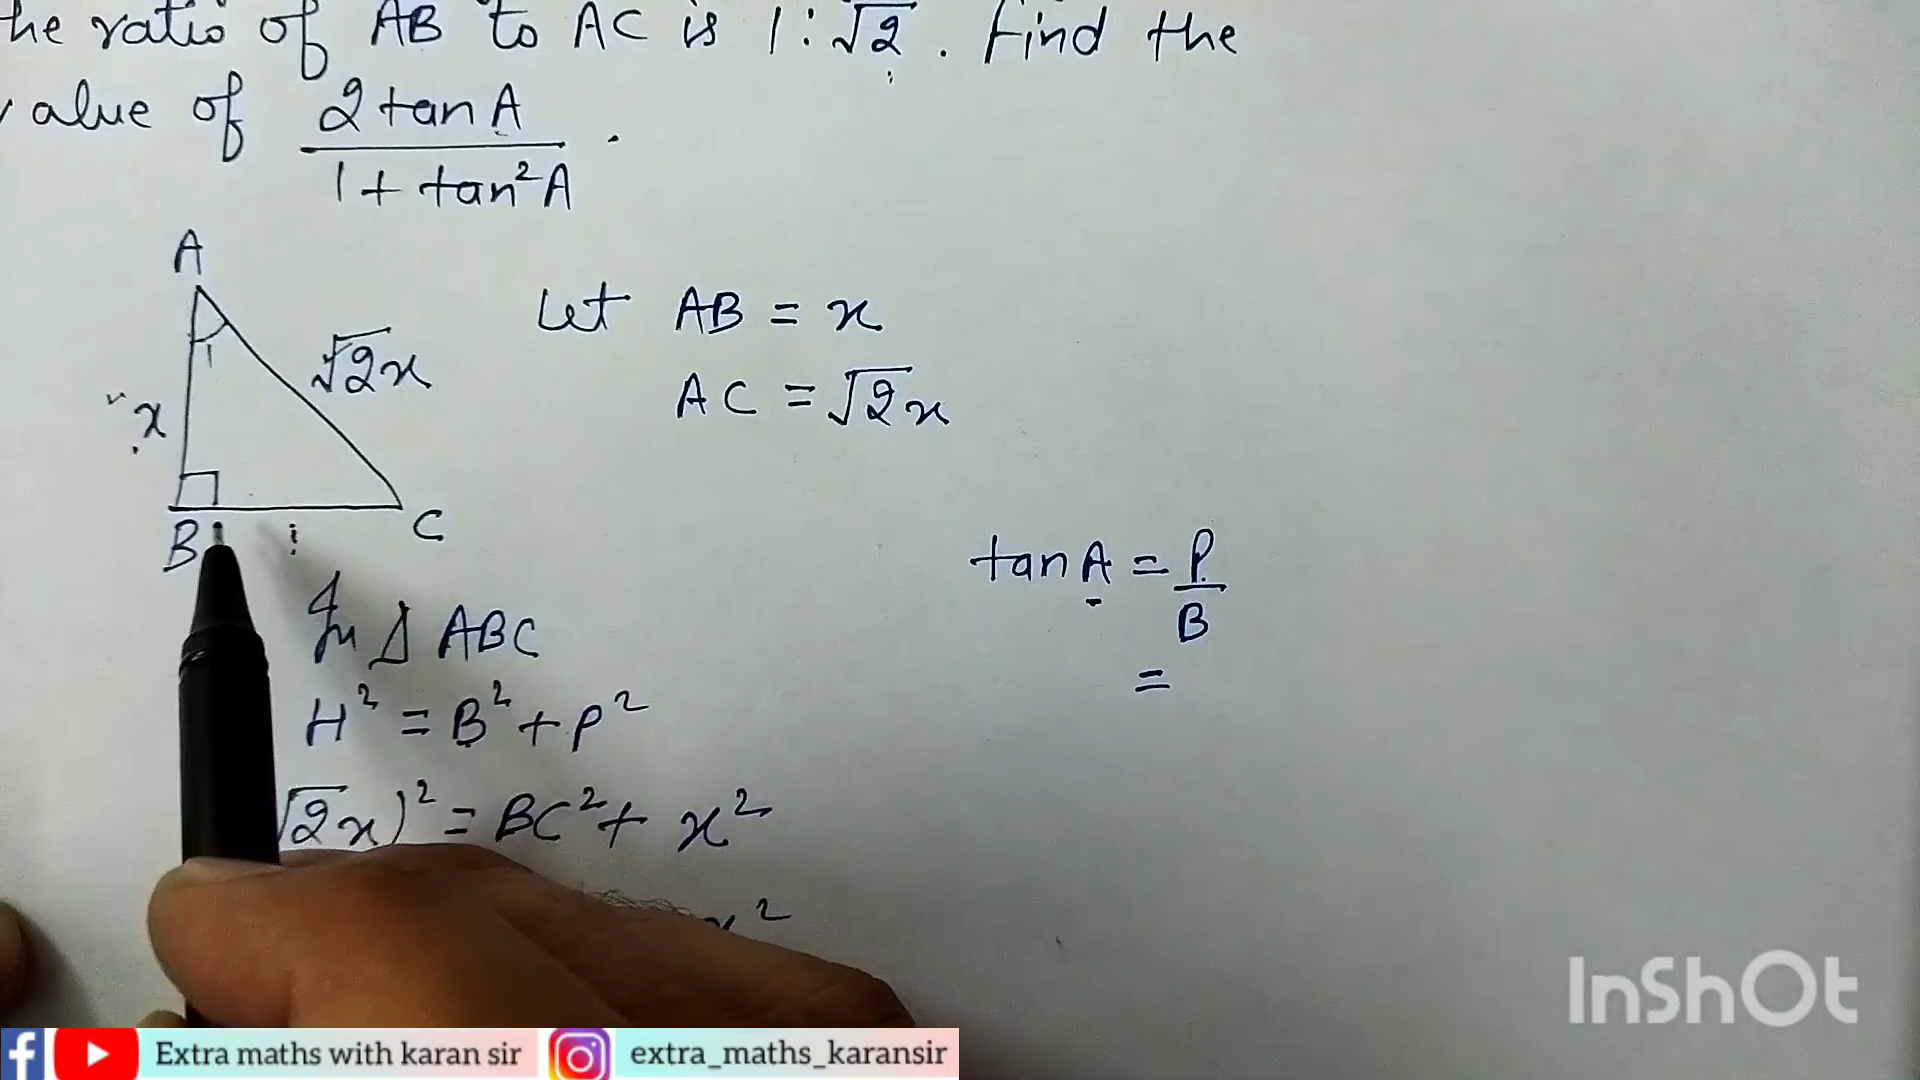 he ratio of AB to AC is 1:√2. Find the
value of 2 tan A / 1 + tan²A .
A
√2x
x
B
C
Let AB = x
AC = √2x
In Δ ABC
H² = B² + P²
√2x)² = BC² + x²
x²
tan A = P / B
=
InShOt
Extra maths with karan sir
extra_maths_karansir